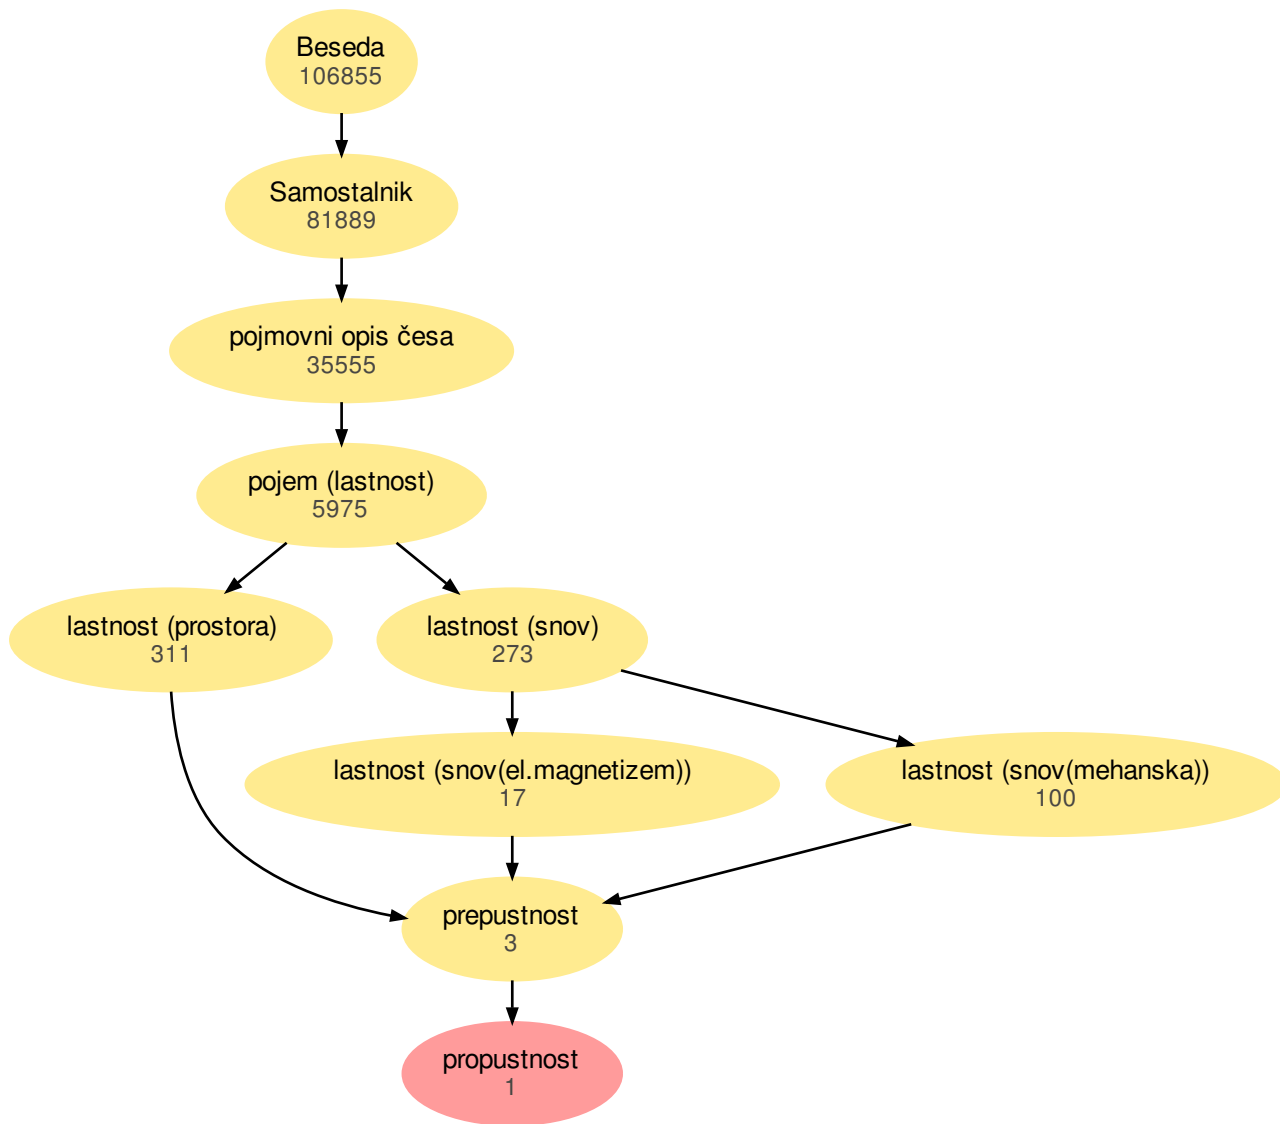 Beseda
106855
Samostalnik
81889
pojmovni opis česa
35555
pojem (lastnost)
5975
lastnost (prostora)
311
lastnost (snov)
273
lastnost (snov(el.magnetizem))
17
lastnost (snov(mehanska))
100
prepustnost
3
propustnost
1